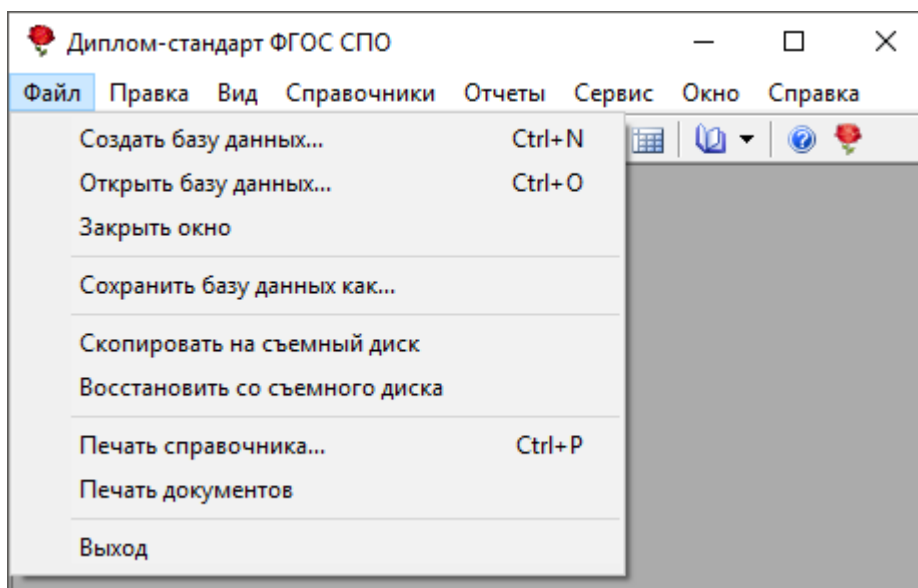 Диплом-стандарт ФГОС СПО
Файл Правка Вид Справочники Отчеты Сервис Окно Справка
Создать базу данных... Ctrl+N
Открыть базу данных... Ctrl+O
Закрыть окно
Сохранить базу данных как...
Скопировать на съемный диск
Восстановить со съемного диска
Печать справочника... Ctrl+P
Печать документов
Выход